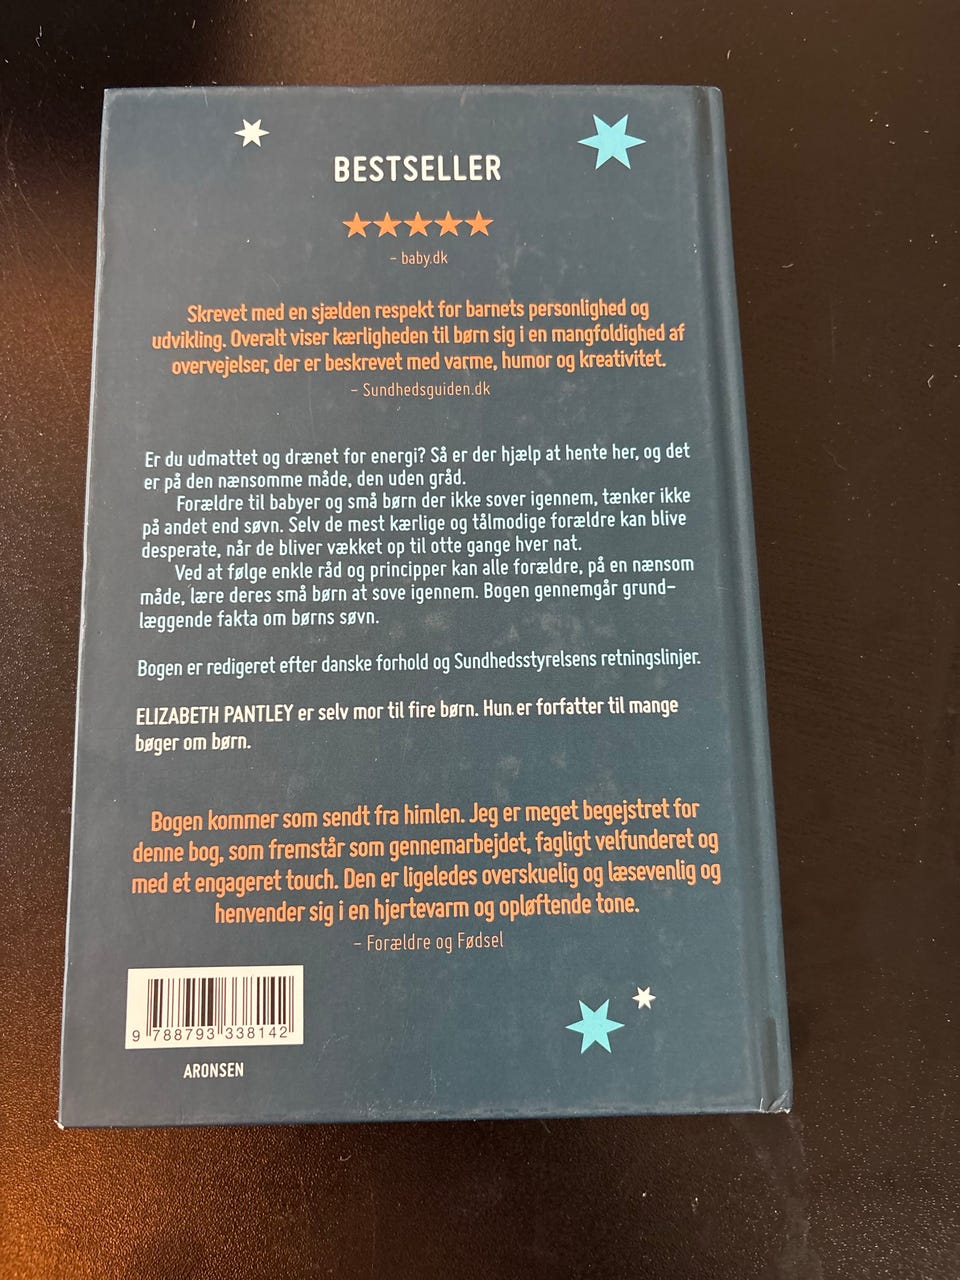 BESTSELLER
– baby.dk
Skrevet med en sjælden respekt for barnets personlighed og
udvikling. Overalt viser kærligheden til børn sig i en mangfoldighed af
overvejelser, der er beskrevet med varme, humor og kreativitet.
– Sundhedsguiden.dk
Er du udmattet og drænet for energi? Så er der hjælp at hente her, og det
er på den nænsomme måde, den uden gråd.
Forældre til babyer og små børn der ikke sover igennem, tænker ikke
på andet end søvn. Selv de mest kærlige og tålmodige forældre kan blive
desperate, når de bliver vækket op til otte gange hver nat.
Ved at følge enkle råd og principper kan alle forældre, på en nænsom
måde, lære deres små børn at sove igennem. Bogen gennemgår grund-
læggende fakta om børns søvn.
Bogen er redigeret efter danske forhold og Sundhedsstyrelsens retningslinjer.
ELIZABETH PANTLEY er selv mor til fire børn. Hun er forfatter til mange
bøger om børn.
Bogen kommer som sendt fra himlen. Jeg er meget begejstret for
denne bog, som fremstår som gennemarbejdet, fagligt velfunderet og
med et engageret touch. Den er ligeledes overskuelig og læsevenlig og
henvender sig i en hjertevarm og opløftende tone.
– Forældre og Fødsel
9 788793 338142
ARONSEN